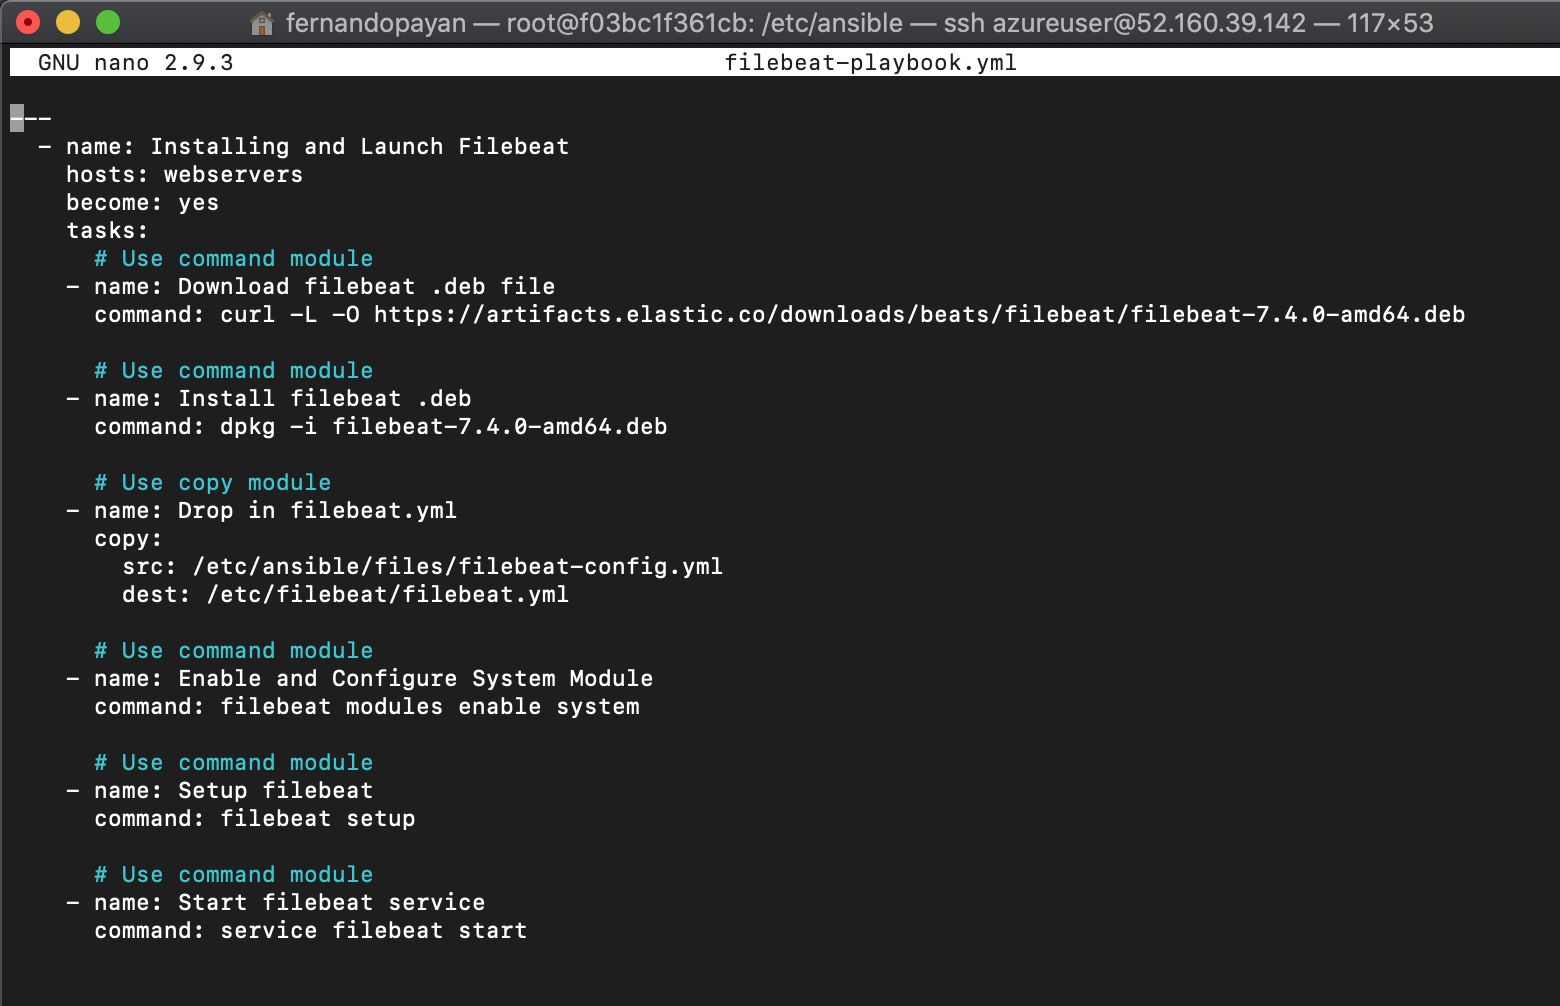 fernandopayan — root@f03bc1f361cb: /etc/ansible — ssh azureuser@52.160.39.142 — 117×53
GNU nano 2.9.3 filebeat-playbook.yml
---
  - name: Installing and Launch Filebeat
    hosts: webservers
    become: yes
    tasks:
      # Use command module
    - name: Download filebeat .deb file
      command: curl -L -O https://artifacts.elastic.co/downloads/beats/filebeat/filebeat-7.4.0-amd64.deb
      # Use command module
    - name: Install filebeat .deb
      command: dpkg -i filebeat-7.4.0-amd64.deb
      # Use copy module
    - name: Drop in filebeat.yml
      copy:
        src: /etc/ansible/files/filebeat-config.yml
        dest: /etc/filebeat/filebeat.yml
      # Use command module
    - name: Enable and Configure System Module
      command: filebeat modules enable system
      # Use command module
    - name: Setup filebeat
      command: filebeat setup
      # Use command module
    - name: Start filebeat service
      command: service filebeat start